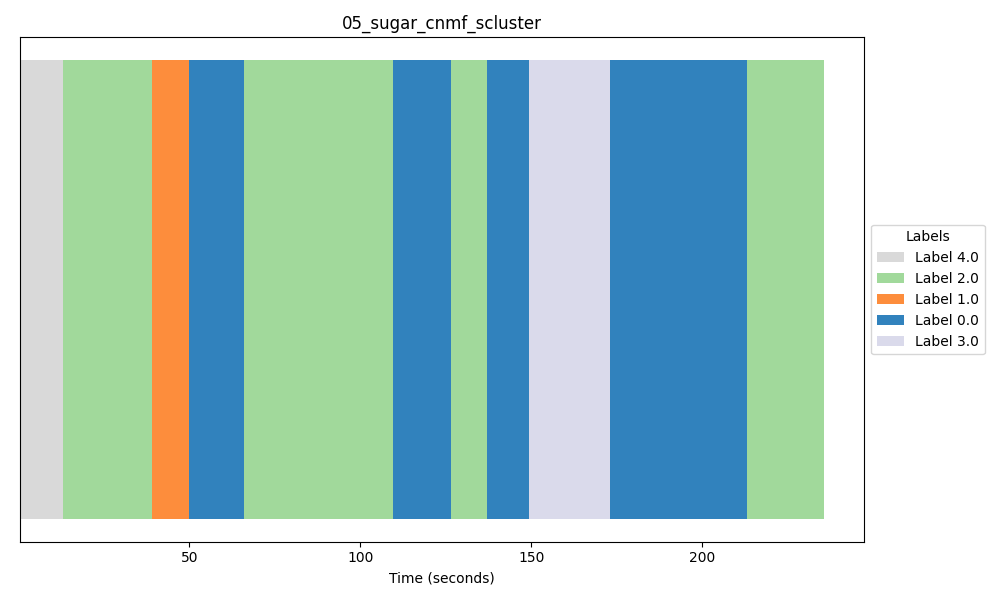 05_sugar_cnmf_scluster
Labels
Label 4.0
Label 2.0
Label 1.0
Label 0.0
Label 3.0
50
100
150
200
Time (seconds)